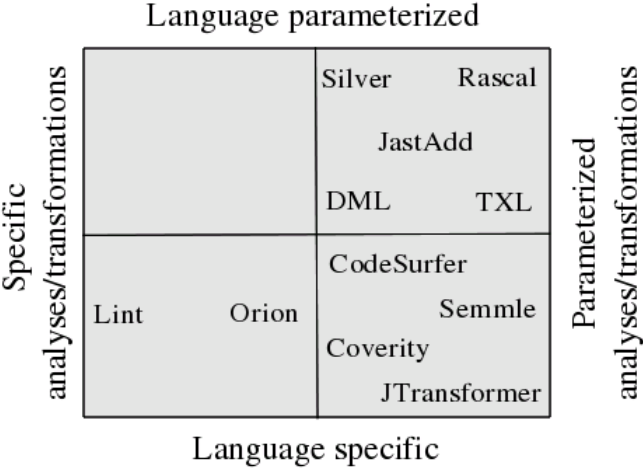 Language parameterized
Specific
analyses/transformations
Silver Rascal
JastAdd
DML TXL
Lint Orion
CodeSurfer
Semmle
Coverity
JTransformer
Parameterized
analyses/transformations
Language specific